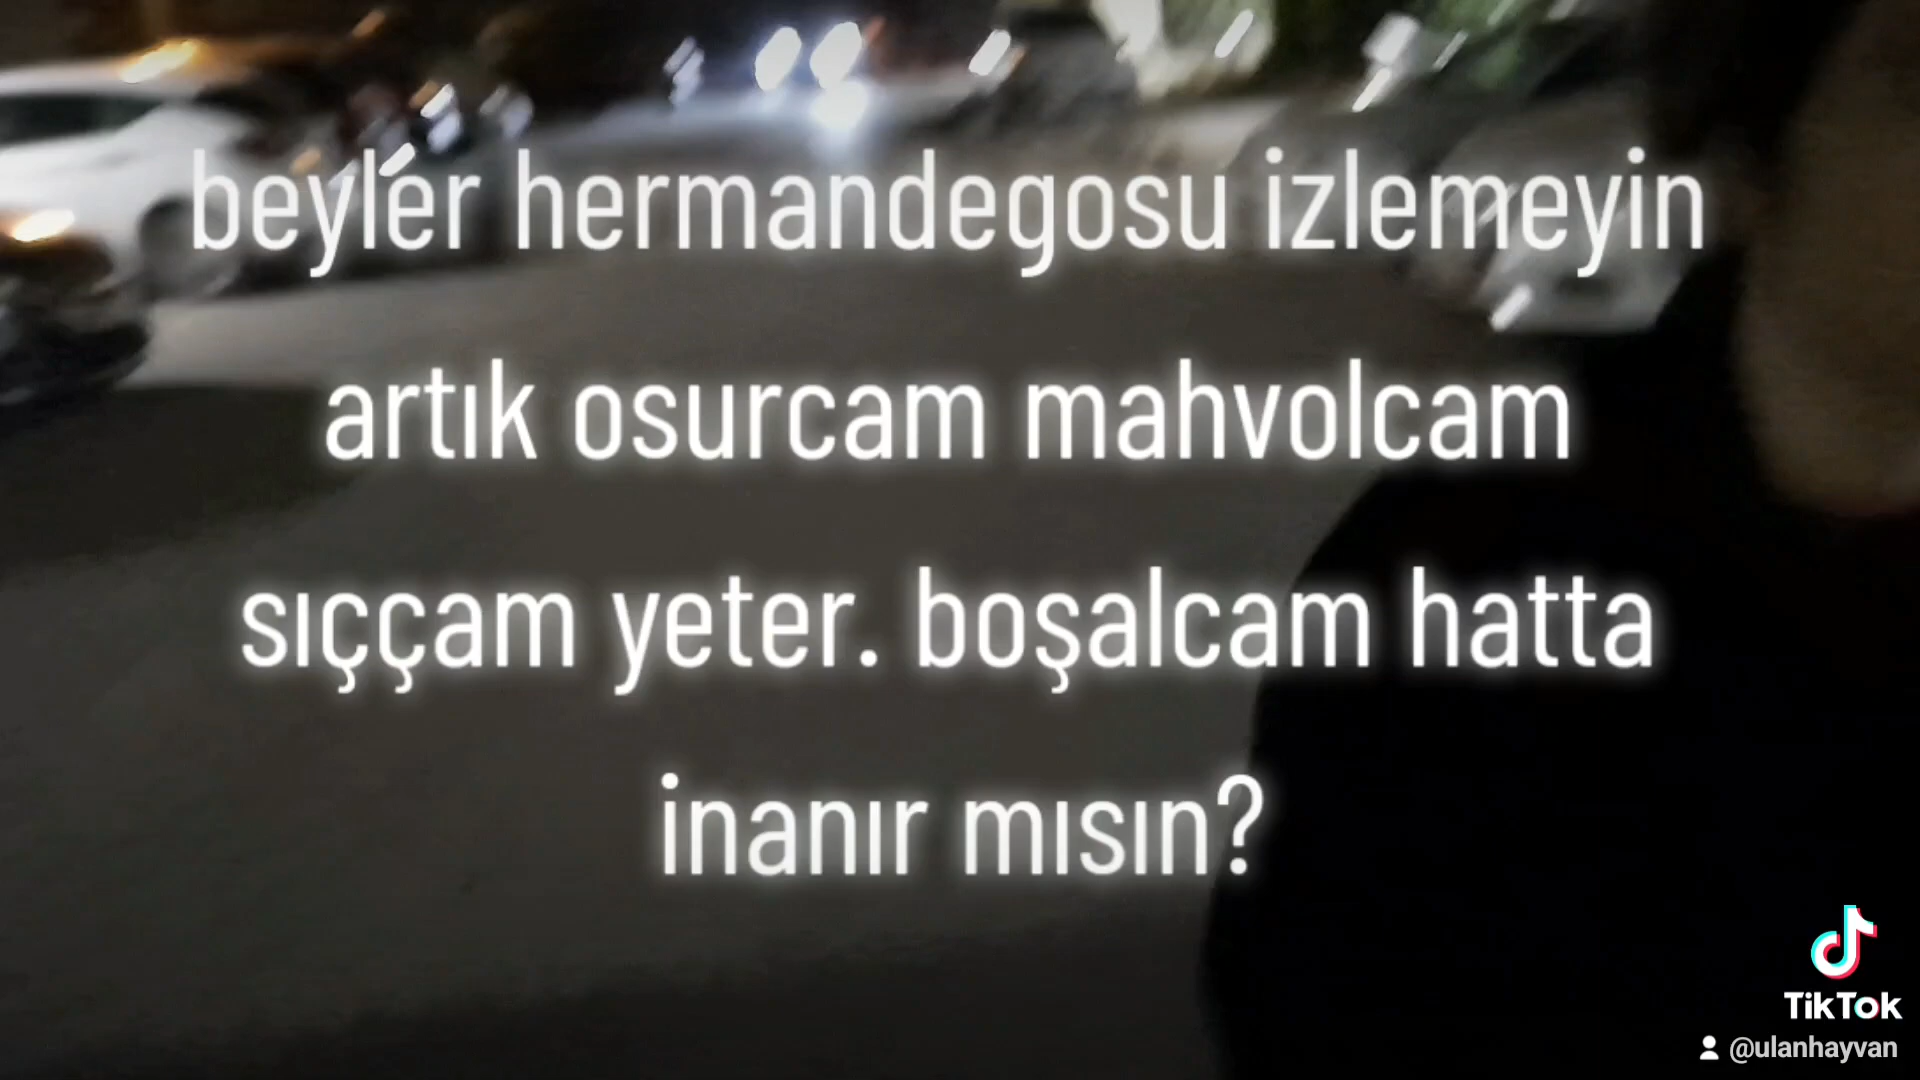 beyler hermandegosu izlemeyin
artık osurcam mahvolcam
sıççam yeter. boşalcam hatta
inanır mısın?
TikTok
@ulanhayvan